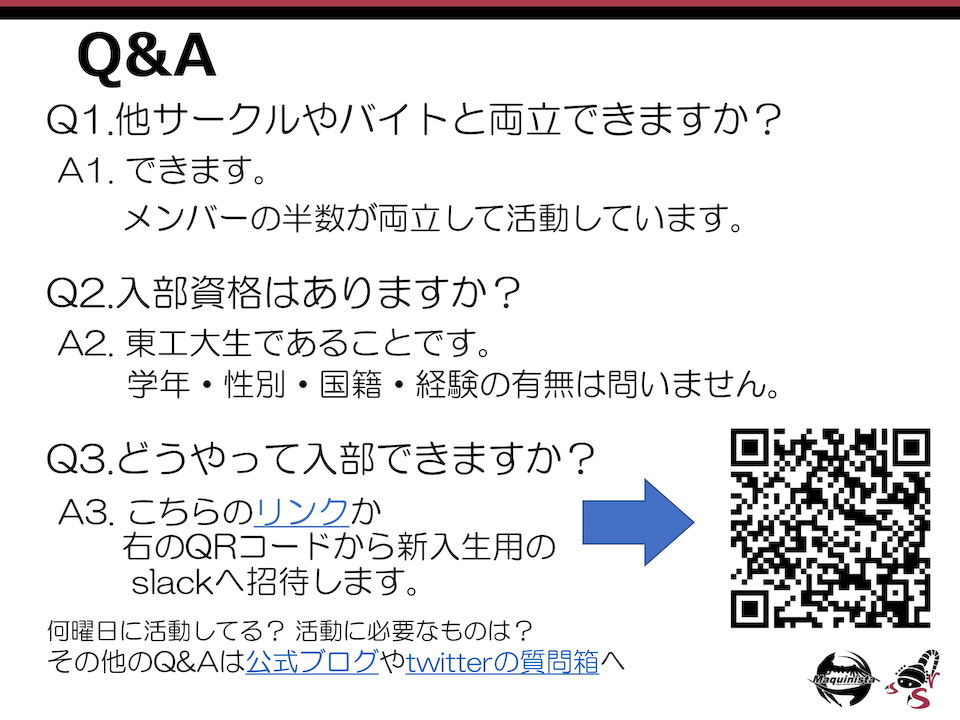 Q&A
Q1.他サークルやバイトと両立できますか？
A1. できます。
メンバーの半数が両立して活動しています。
Q2.入部資格はありますか？
A2. 東工大生であることです。
学年・性別・国籍・経験の有無は問いません。
Q3.どうやって入部できますか？
A3. こちらのリンクか
右のQRコードから新入生用の
slackへ招待します。
何曜日に活動してる？ 活動に必要なものは？
その他のQ&Aは公式ブログやtwitterの質問箱へ
Maquinista
s S r